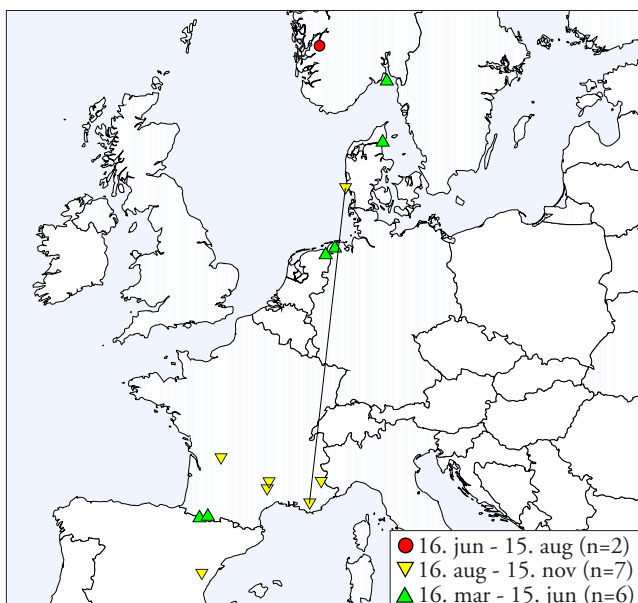 16. jun - 15. aug (n=2)
16. aug - 15. nov (n=7)
16. mar - 15. jun (n=6)